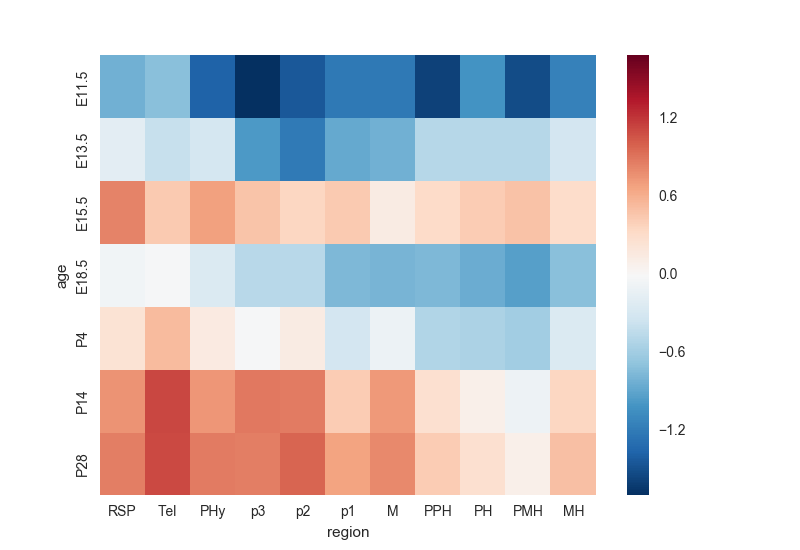 E11.5
E13.5
E15.5
E18.5
P4
P14
P28
age
RSP Tel PHy p3 p2 p1 M PPH PH PMH MH
region
1.2
0.6
0.0
−0.6
−1.2